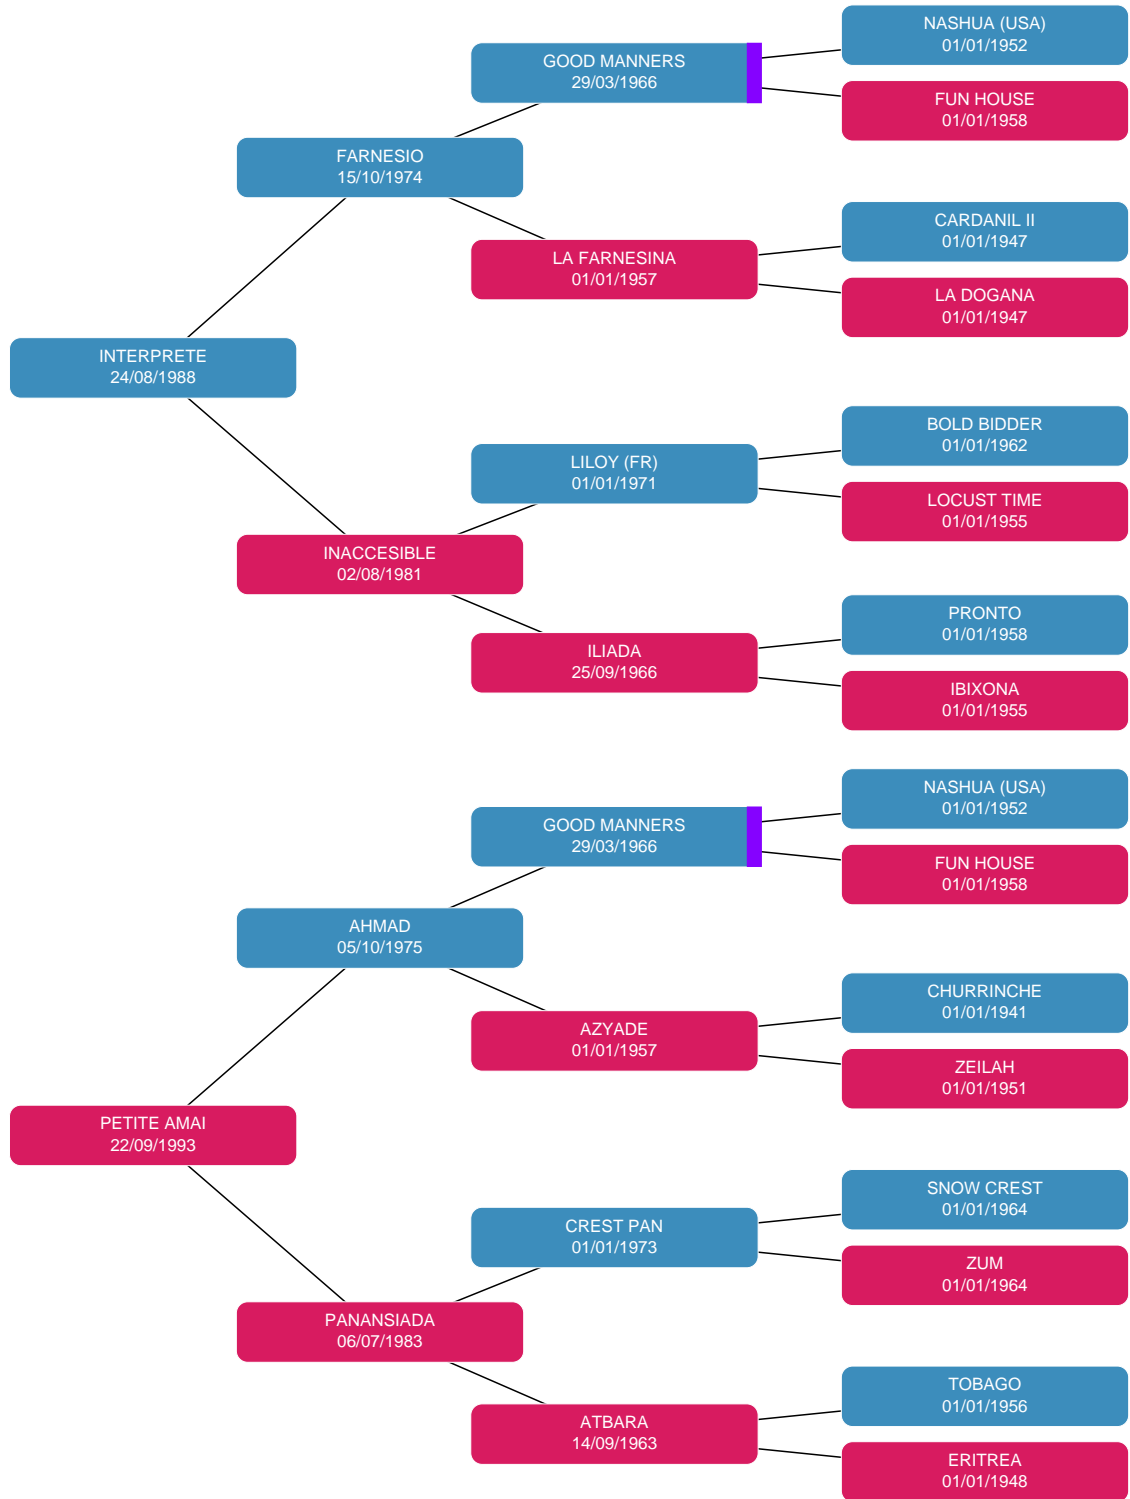 NASHUA (USA)
01/01/1952
GOOD MANNERS
29/03/1966
FUN HOUSE
01/01/1958
FARNESIO
15/10/1974
CARDANIL II
01/01/1947
LA FARNESINA
01/01/1957
LA DOGANA
01/01/1947
INTERPRETE
24/08/1988
BOLD BIDDER
01/01/1962
LILOY (FR)
01/01/1971
LOCUST TIME
01/01/1955
INACCESIBLE
02/08/1981
PRONTO
01/01/1958
ILIADA
25/09/1966
IBIXONA
01/01/1955
NASHUA (USA)
01/01/1952
GOOD MANNERS
29/03/1966
FUN HOUSE
01/01/1958
AHMAD
05/10/1975
CHURRINCHE
01/01/1941
AZYADE
01/01/1957
ZEILAH
01/01/1951
PETITE AMAI
22/09/1993
SNOW CREST
01/01/1964
CREST PAN
01/01/1973
ZUM
01/01/1964
PANANSIADA
06/07/1983
TOBAGO
01/01/1956
ATBARA
14/09/1963
ERITREA
01/01/1948